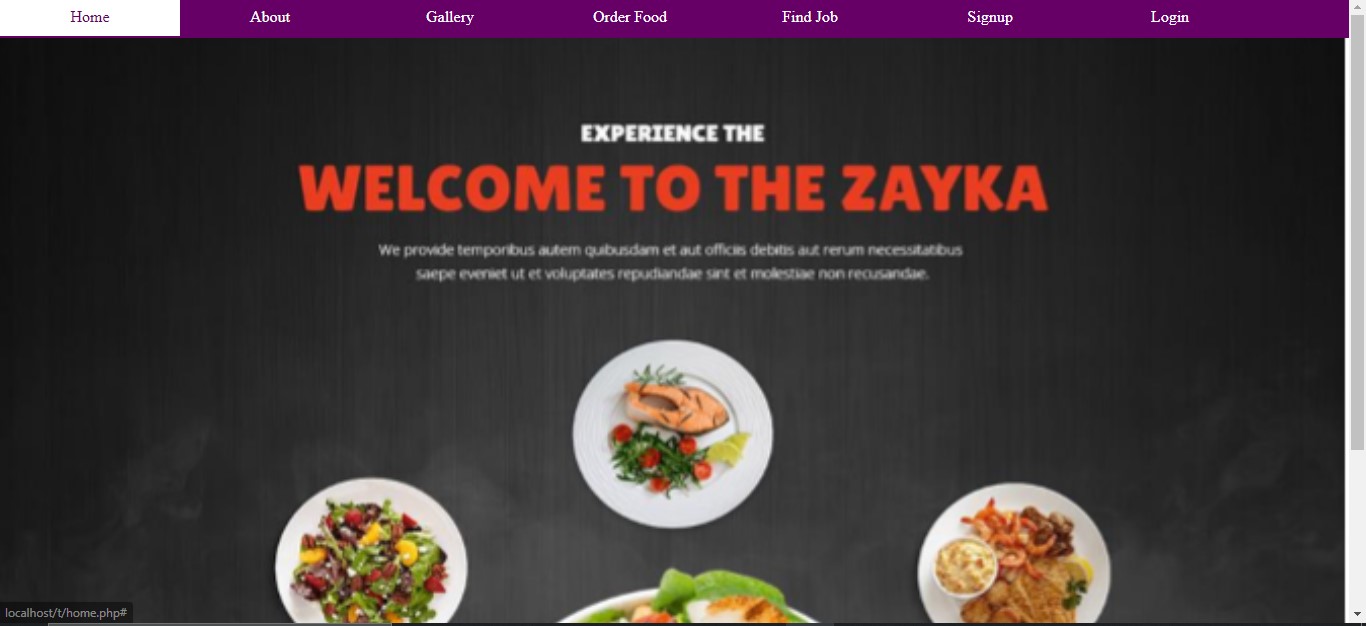 Home About Gallery Order Food Find Job Signup Login
EXPERIENCE THE
WELCOME TO THE ZAYKA
We provide temporibus autem quibusdam et aut officiis debitis aut rerum necessitatibus
saepe eveniet ut et voluptates repudiandae sint et molestiae non recusandae.
localhost/t/home.php#